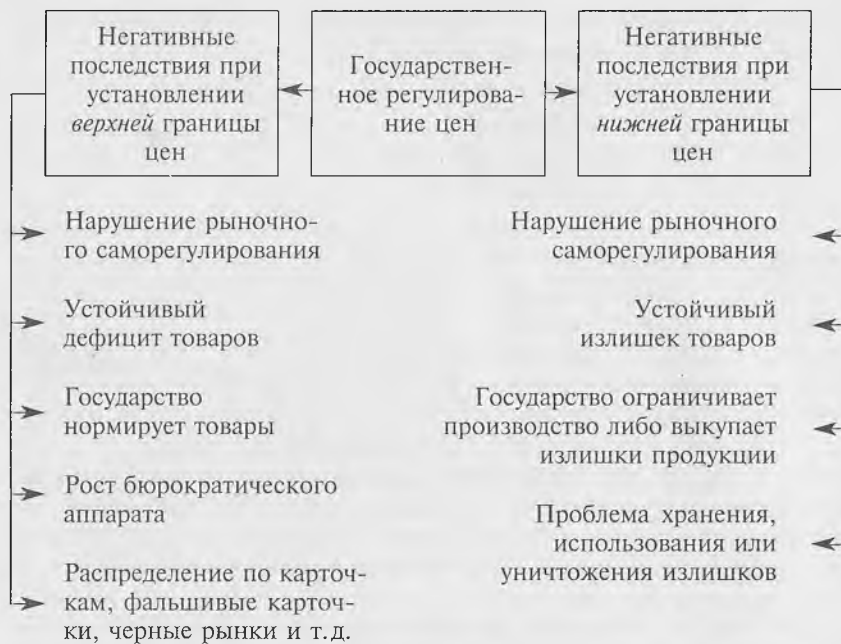 Негативные
последствия при
установлении
верхней границы
цен
Государствен-
ное регулирова-
ние цен
Негативные
последствия при
установлении
нижней границы
цен
Нарушение рыночно-
го саморегулирования
Устойчивый
дефицит товаров
Государство
нормирует товары
Рост бюрократического
аппарата
Распределение по карточ-
кам, фальшивые карточ-
ки, черные рынки и т.д.
Нарушение рыночного
саморегулирования
Устойчивый
излишек товаров
Государство ограничивает
производство либо выкупает
излишки продукции
Проблема хранения,
использования или
уничтожения излишков